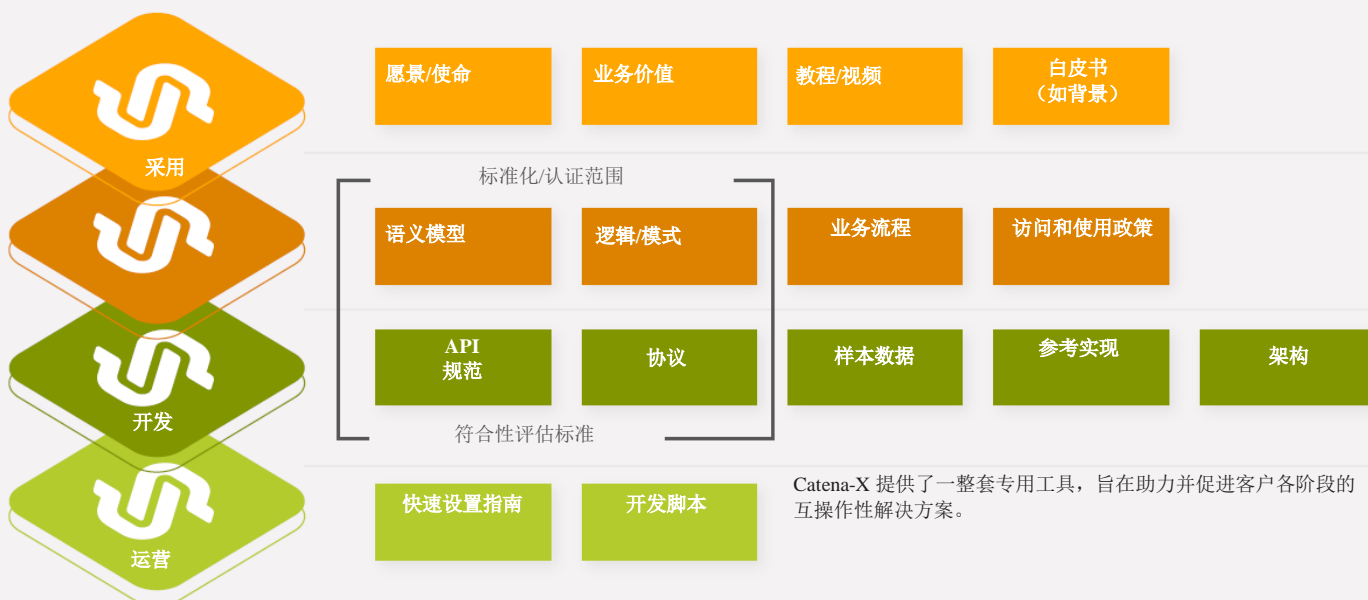 愿景/使命
业务价值
教程/视频
白皮书
（如背景）
采用
标准化/认证范围
语义模型
逻辑/模式
业务流程
访问和使用政策
API
规范
协议
样本数据
参考实现
架构
开发
符合性评估标准
快速设置指南
开发脚本
Catena-X 提供了一整套专用工具，旨在助力并促进客户各阶段的
互操作性解决方案。
运营